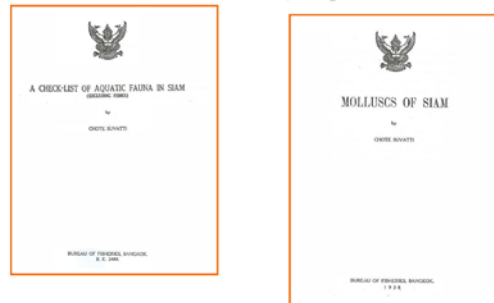 A CHECK-LIST OF AQUATIC FAUNA IN SIAM
(EXCLUDING FISHES)
by
CHOTE SUVATTI
BUREAU OF FISHERIES, BANGKOK.
MOLLUSCS OF SIAM
by
CHOTE SUVATTI
BUREAU OF FISHERIES, BANGKOK.
1938